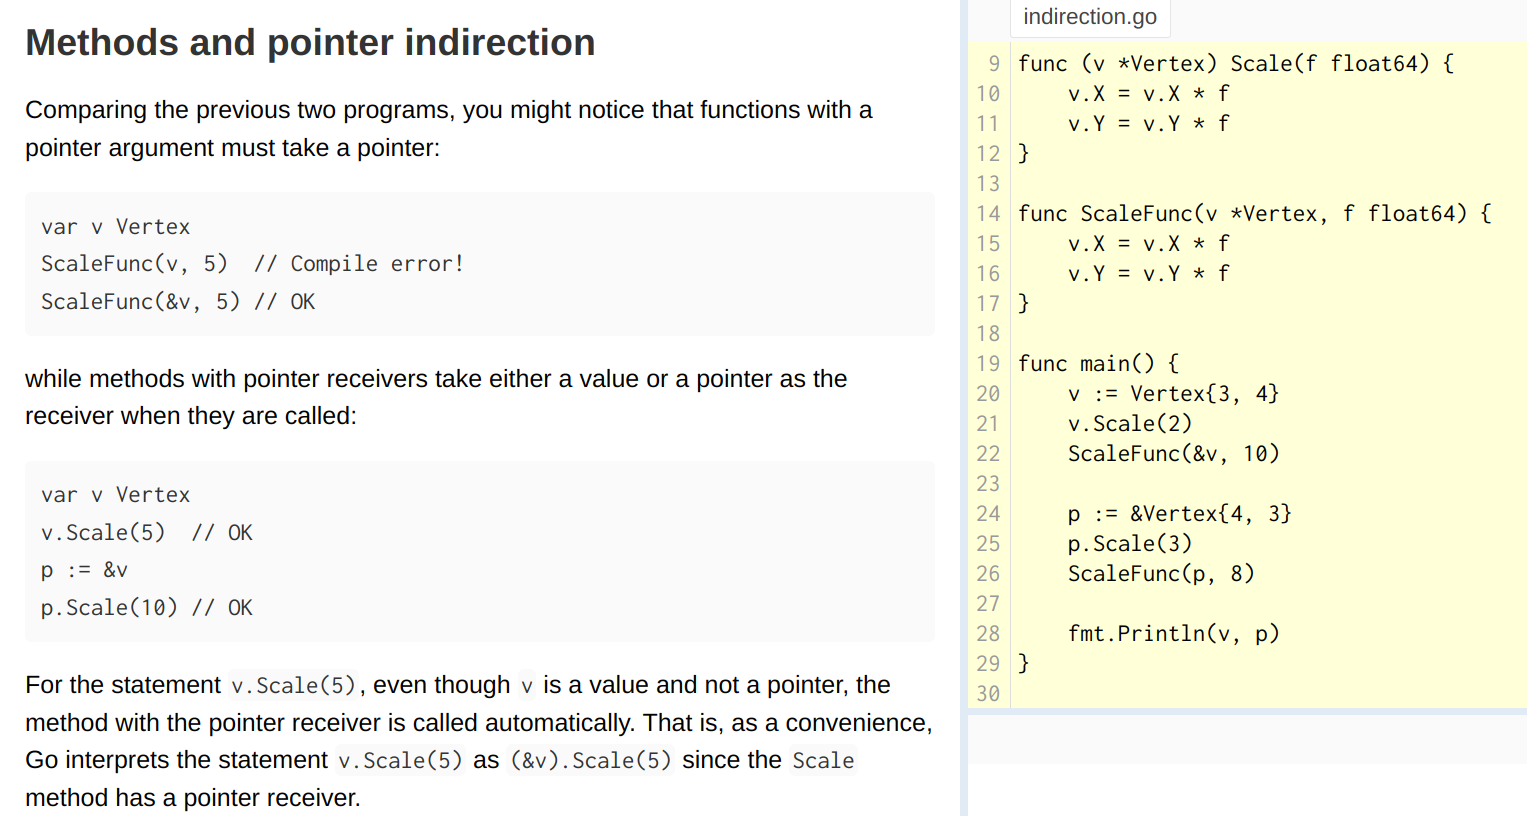 Methods and pointer indirection
Comparing the previous two programs, you might notice that functions with a
pointer argument must take a pointer:
var v Vertex
ScaleFunc(v, 5)  // Compile error!
ScaleFunc(&v, 5) // OK
while methods with pointer receivers take either a value or a pointer as the
receiver when they are called:
var v Vertex
v.Scale(5)  // OK
p := &v
p.Scale(10) // OK
For the statement v.Scale(5), even though v is a value and not a pointer, the
method with the pointer receiver is called automatically. That is, as a convenience,
Go interprets the statement v.Scale(5) as (&v).Scale(5) since the Scale
method has a pointer receiver.
indirection.go
9 func (v *Vertex) Scale(f float64) {
10     v.X = v.X * f
11     v.Y = v.Y * f
12 }
13
14 func ScaleFunc(v *Vertex, f float64) {
15     v.X = v.X * f
16     v.Y = v.Y * f
17 }
18
19 func main() {
20     v := Vertex{3, 4}
21     v.Scale(2)
22     ScaleFunc(&v, 10)
23
24     p := &Vertex{4, 3}
25     p.Scale(3)
26     ScaleFunc(p, 8)
27
28     fmt.Println(v, p)
29 }
30